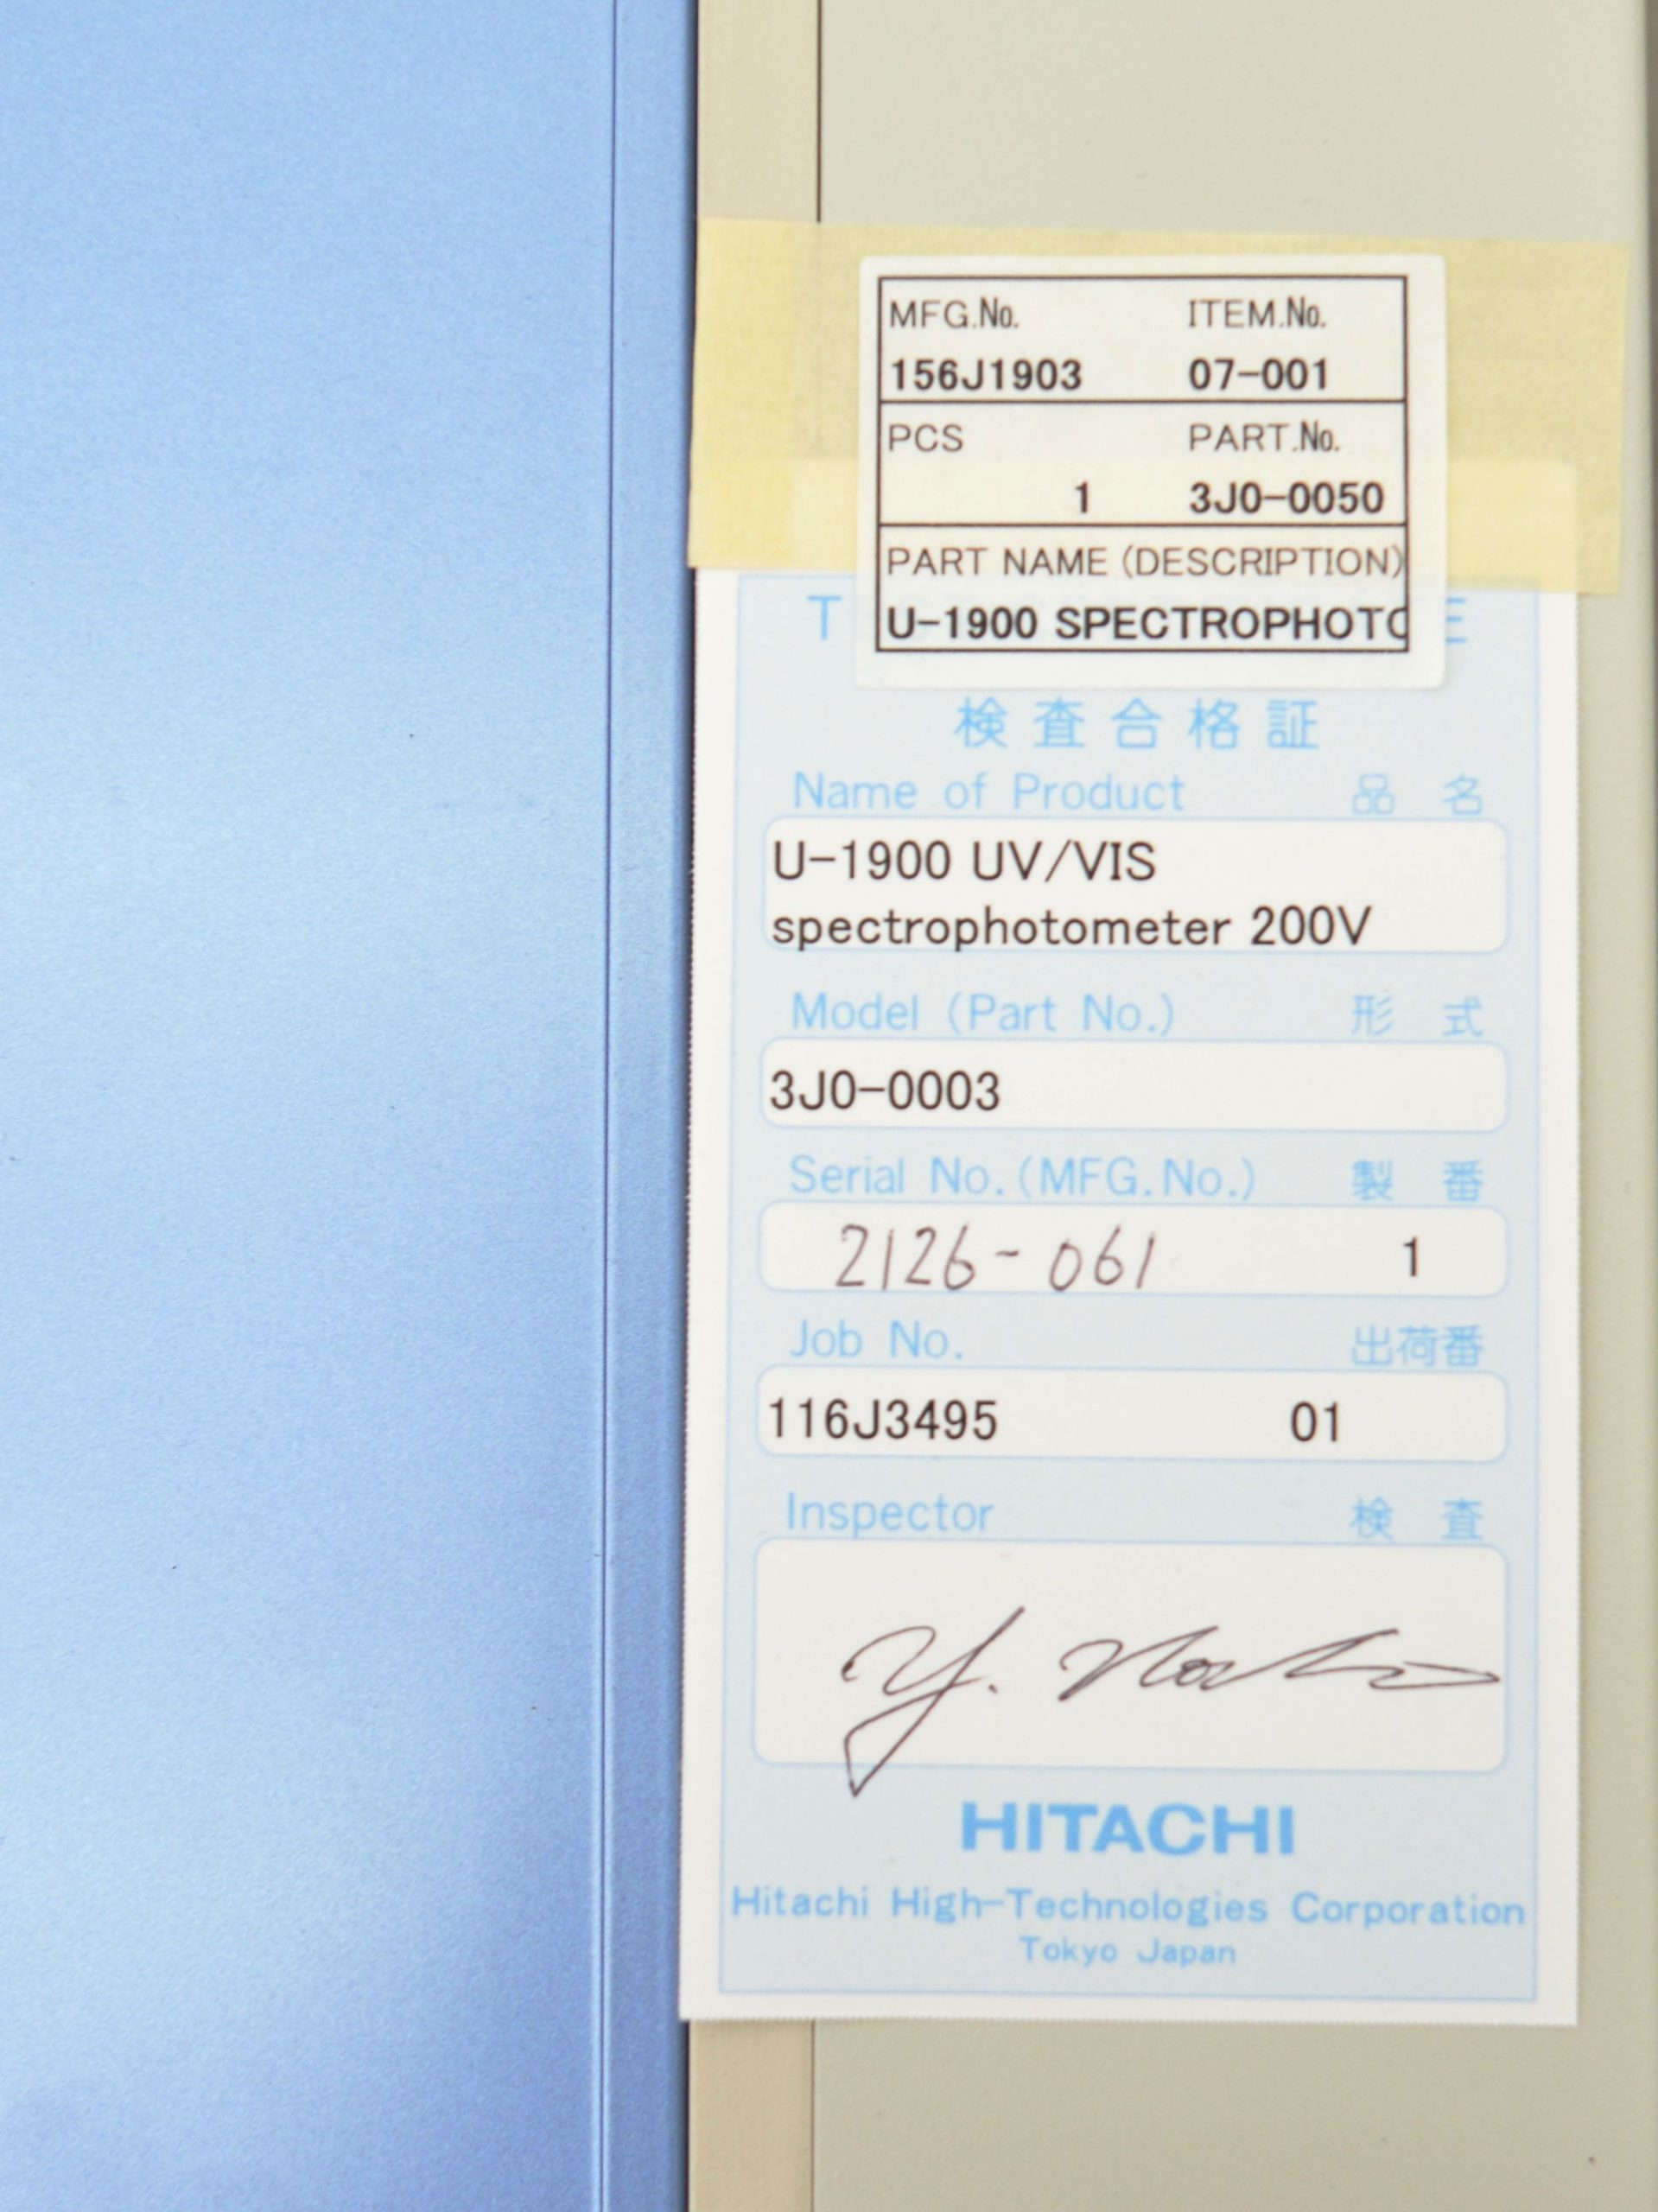 MFG.No. ITEM.No.
156J1903 07-001
PCS PART.No.
1 3J0-0050
PART NAME (DESCRIPTION)
U-1900 SPECTROPHOTO
検査合格証
Name of Product 品名
U-1900 UV/VIS
spectrophotometer 200V
Model (Part No.) 形式
3J0-0003
Serial No.(MFG.No.) 製番
2126-061 1
Job No. 出荷番
116J3495 01
Inspector 検査
HITACHI
Hitachi High-Technologies Corporation
Tokyo Japan